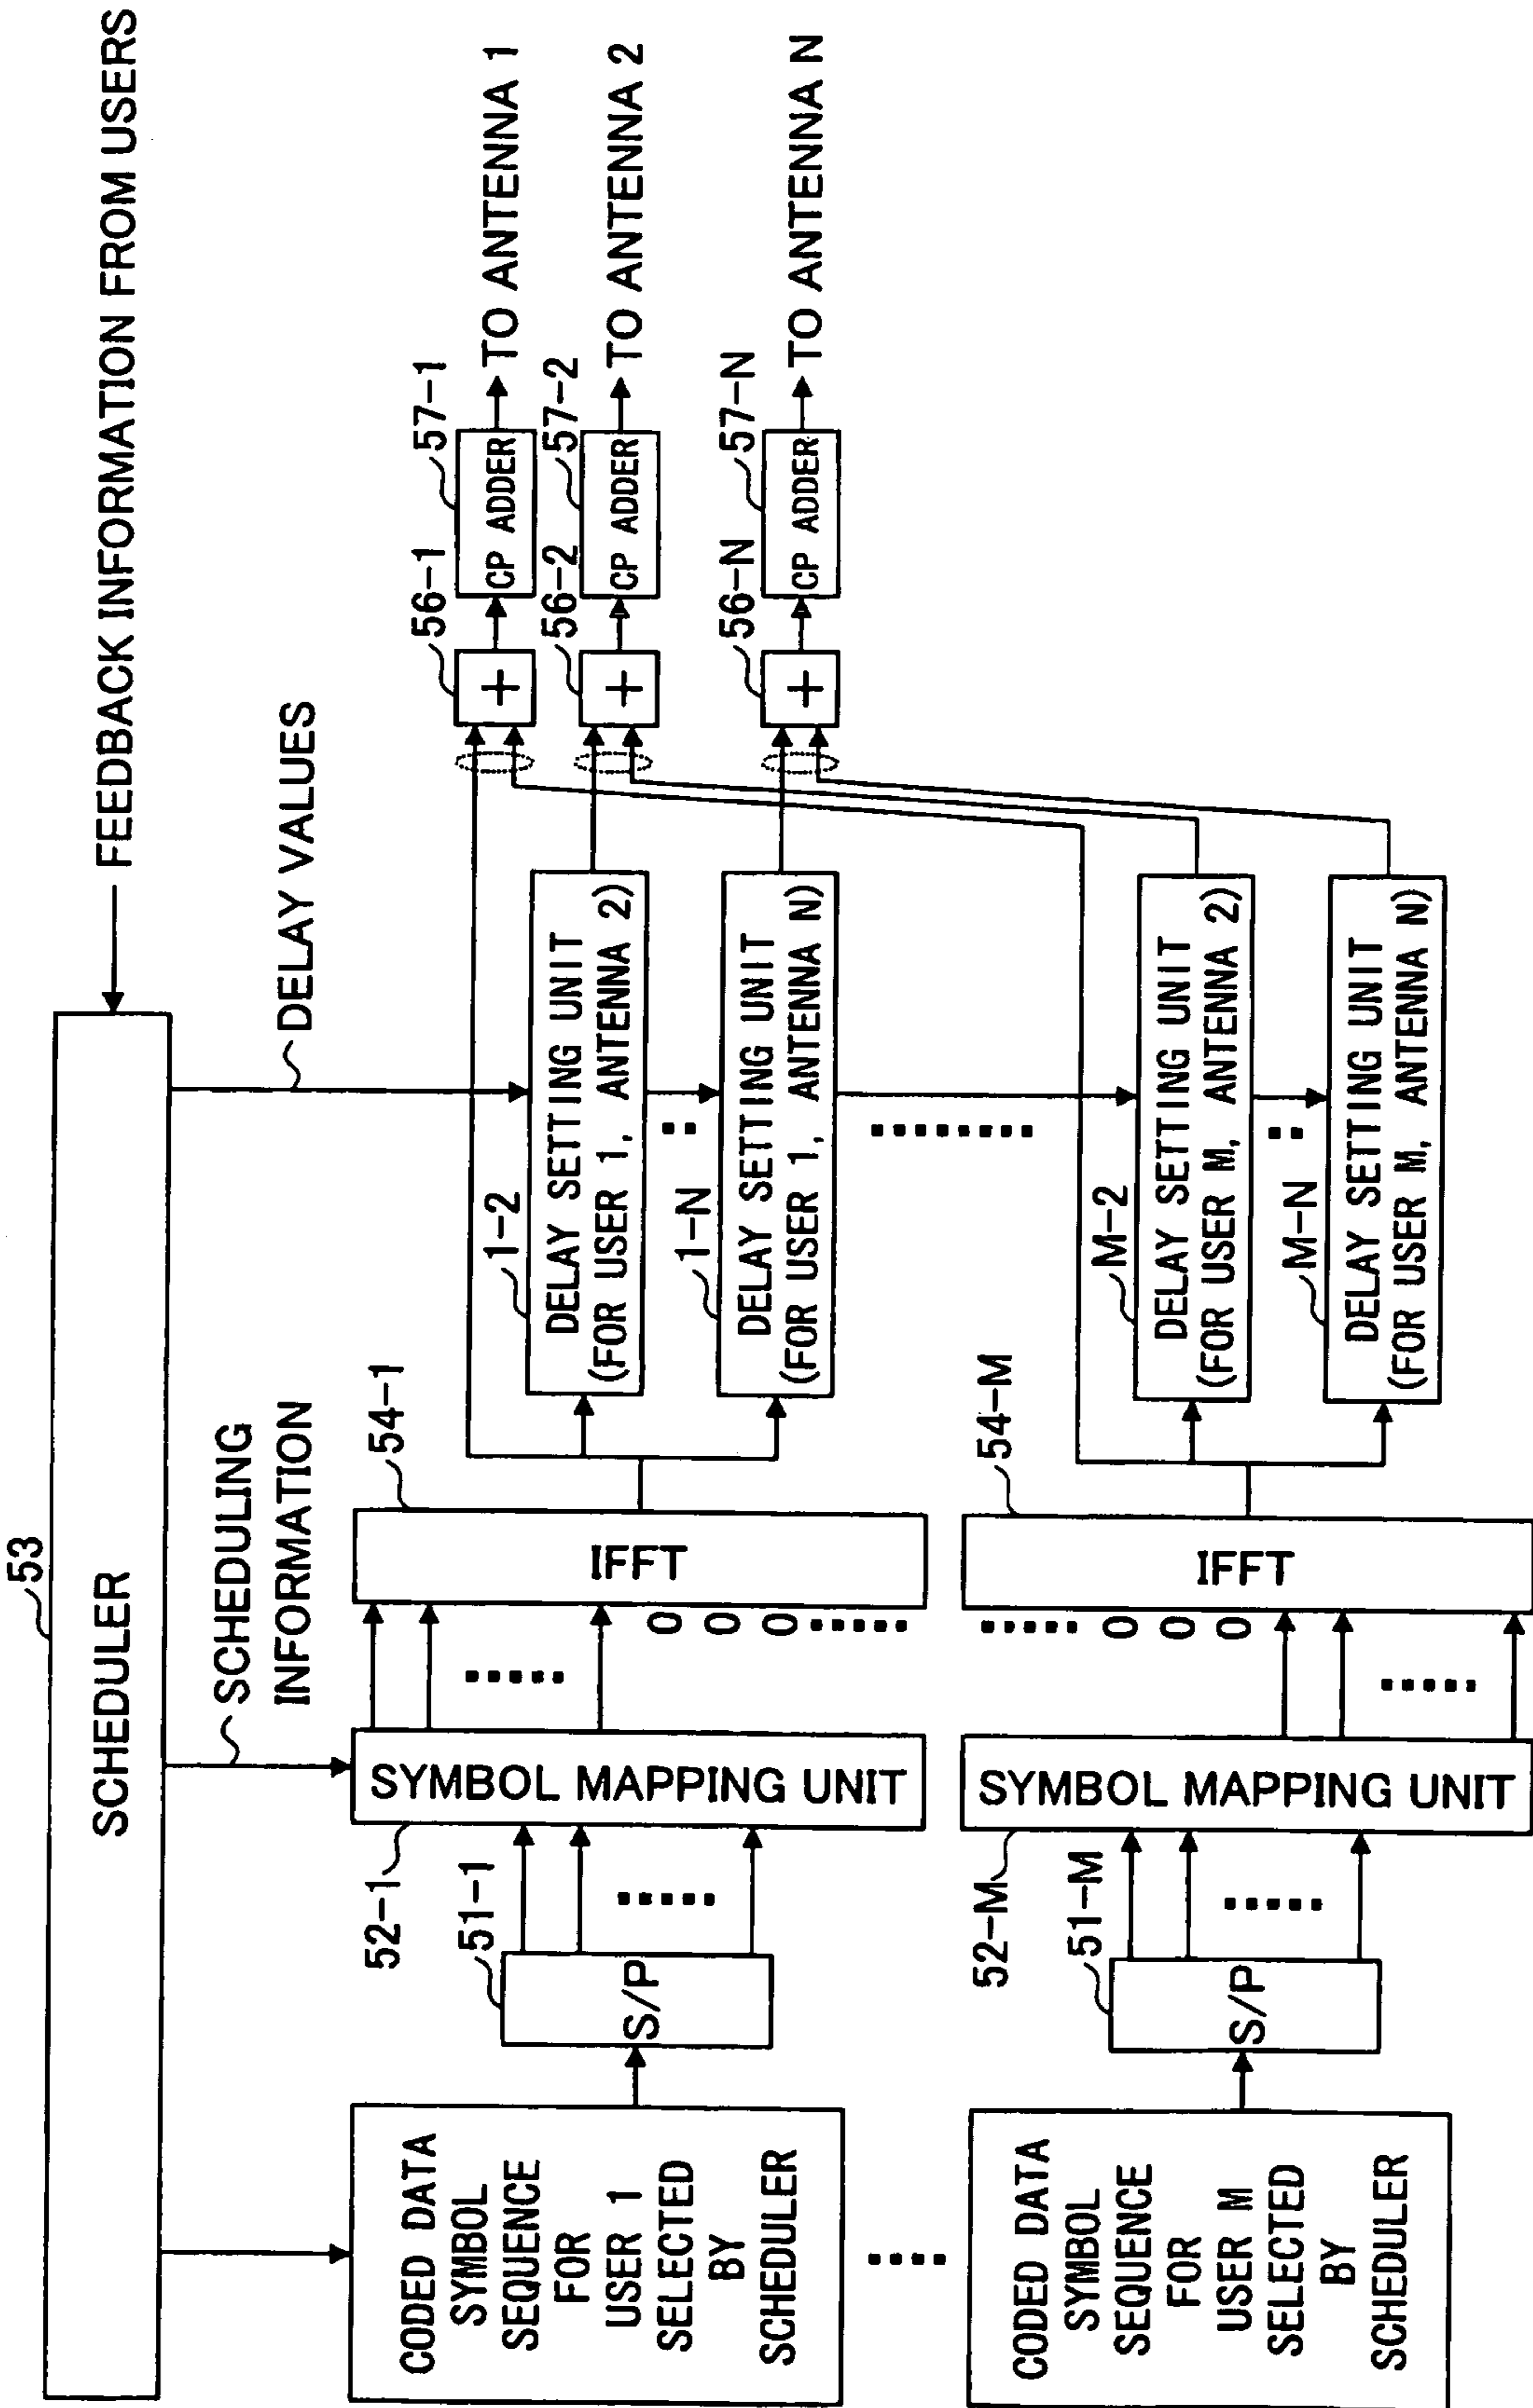 53
SCHEDULER
FEEDBACK INFORMATION FROM USERS
SCHEDULING
INFORMATION
DELAY VALUES
CODED DATA
SYMBOL
SEQUENCE
FOR
USER 1
SELECTED
BY
SCHEDULER
51-1
S/P
52-1
SYMBOL MAPPING UNIT
0
0
0
54-1
IFFT
1-2
DELAY SETTING UNIT
(FOR USER 1, ANTENNA 2)
1-N
DELAY SETTING UNIT
(FOR USER 1, ANTENNA N)
56-1
+
57-1
CP ADDER
TO ANTENNA 1
56-2
+
57-2
CP ADDER
TO ANTENNA 2
56-N
+
57-N
CP ADDER
TO ANTENNA N
CODED DATA
SYMBOL
SEQUENCE
FOR
USER M
SELECTED
BY
SCHEDULER
51-M
S/P
52-M
SYMBOL MAPPING UNIT
0
0
0
54-M
IFFT
M-2
DELAY SETTING UNIT
(FOR USER M, ANTENNA 2)
M-N
DELAY SETTING UNIT
(FOR USER M, ANTENNA N)